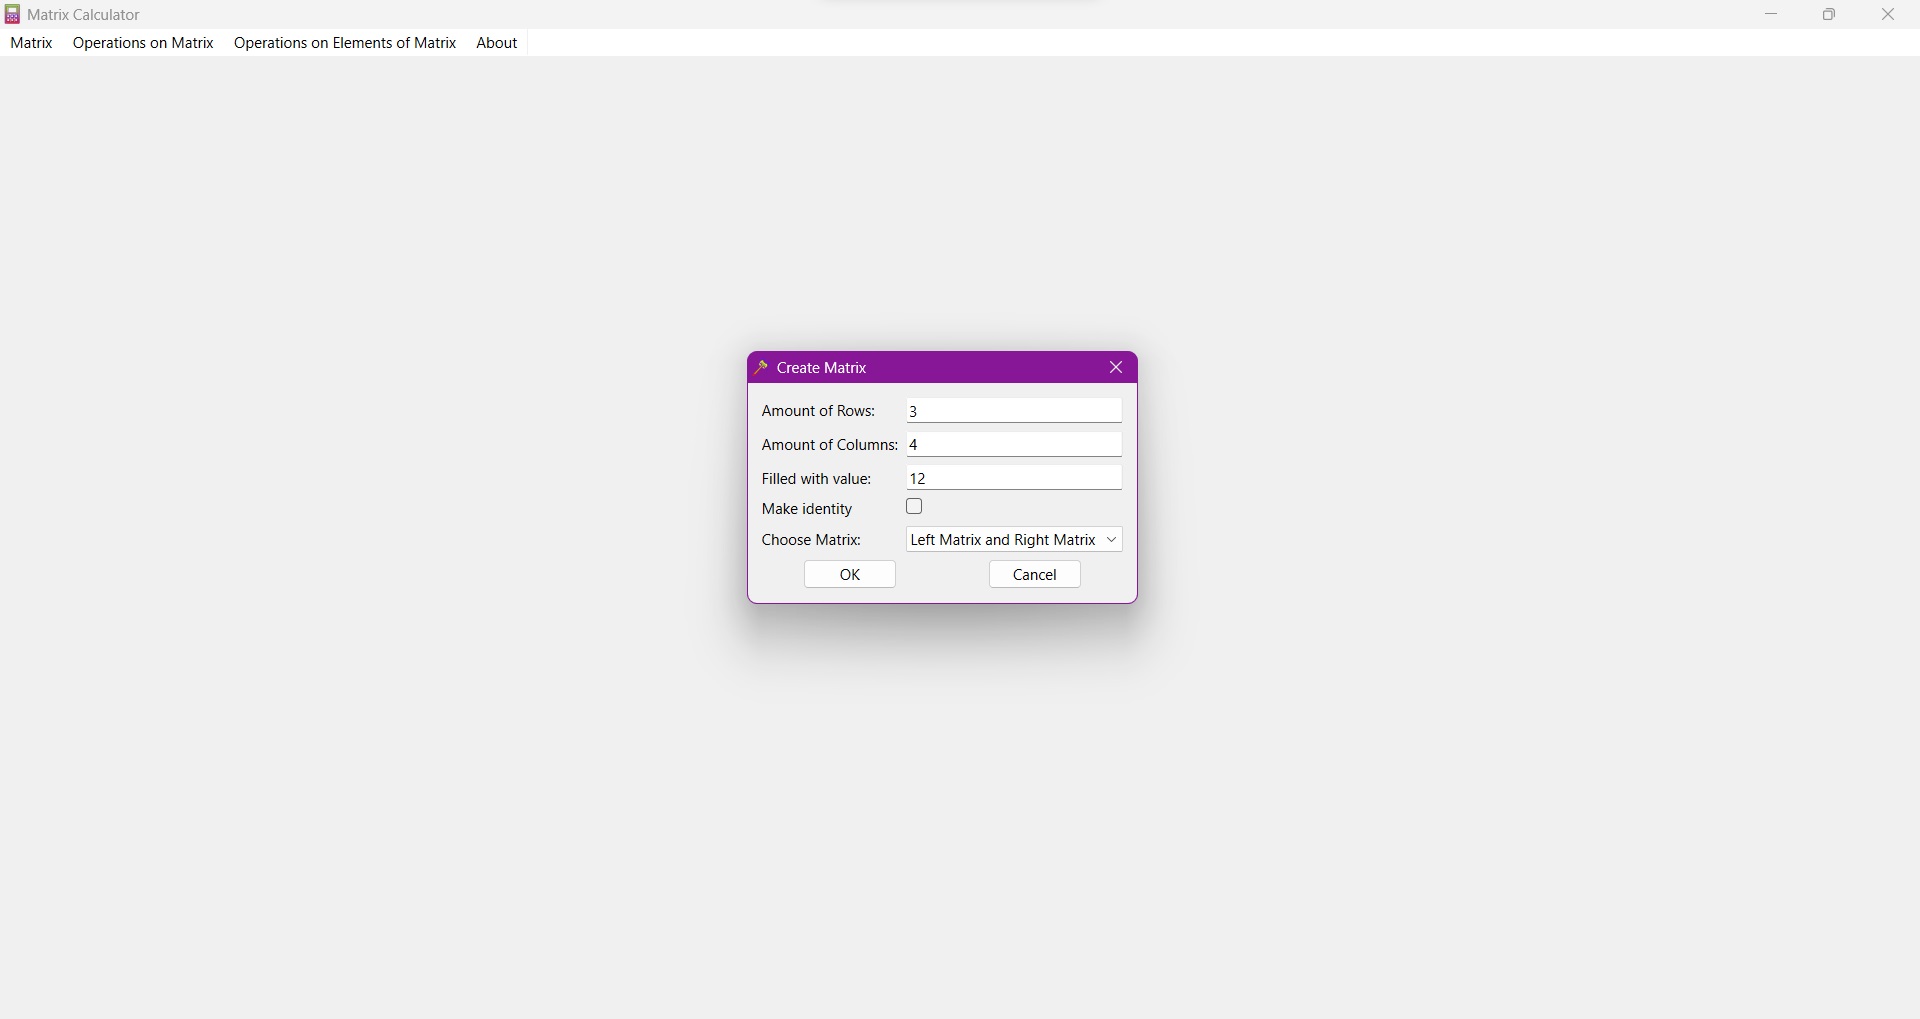 Matrix Calculator
Matrix Operations on Matrix Operations on Elements of Matrix About
Create Matrix
Amount of Rows: 3
Amount of Columns: 4
Filled with value: 12
Make identity
Choose Matrix: Left Matrix and Right Matrix
OK Cancel